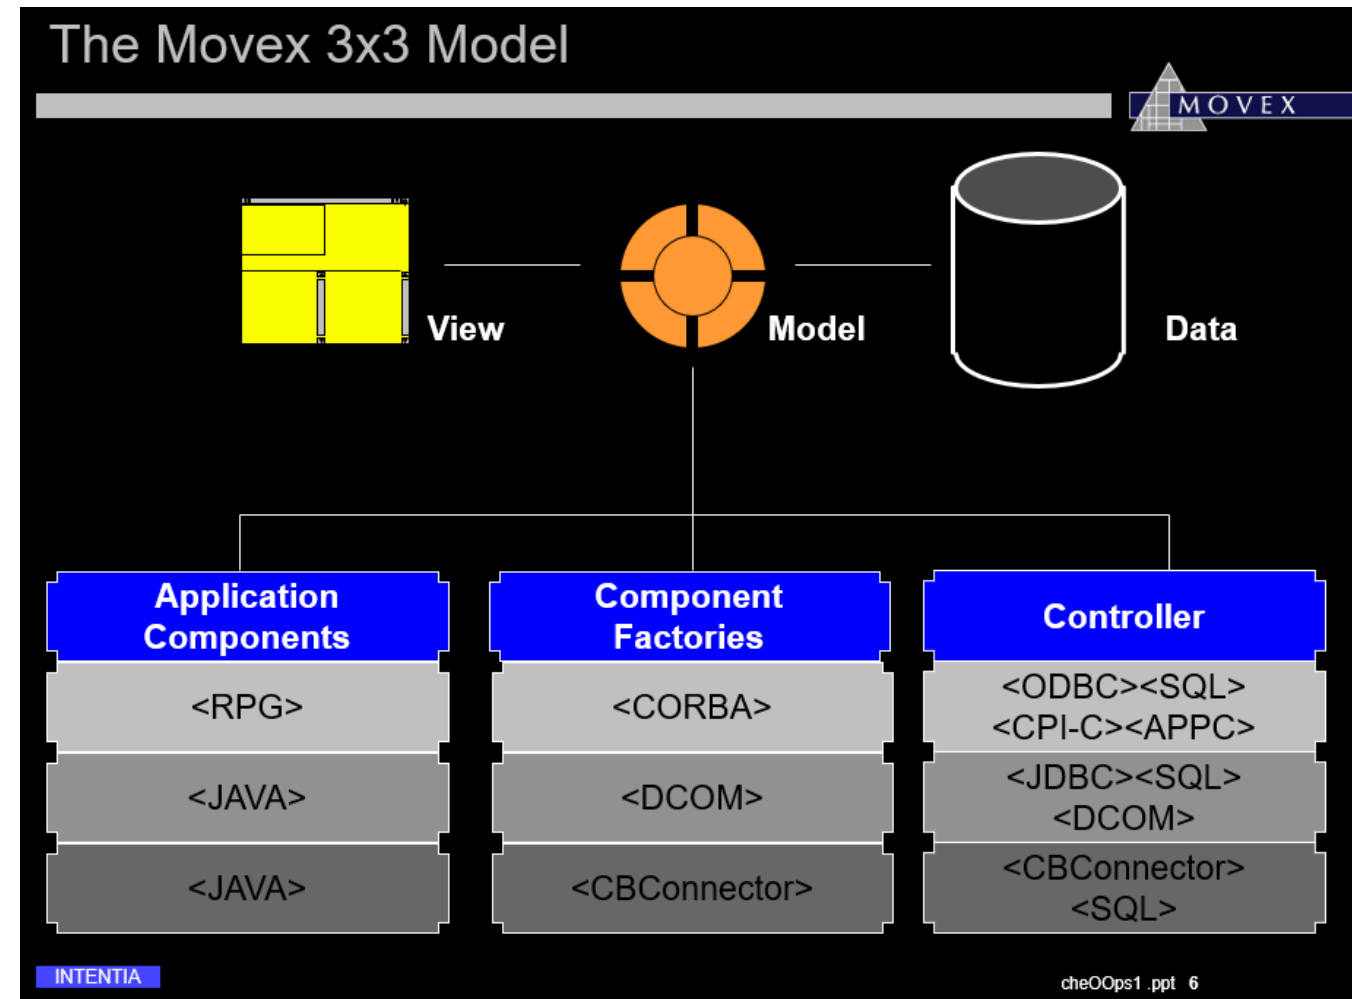 The Movex 3x3 Model
MOVEX
View
Model
Data
Application
Components
Component
Factories
Controller
<RPG>
<CORBA>
<ODBC><SQL>
<CPI-C><APPC>
<JAVA>
<DCOM>
<JDBC><SQL>
<DCOM>
<JAVA>
<CBConnector>
<CBConnector>
<SQL>
INTENTIA
cheOOps1 .ppt 6